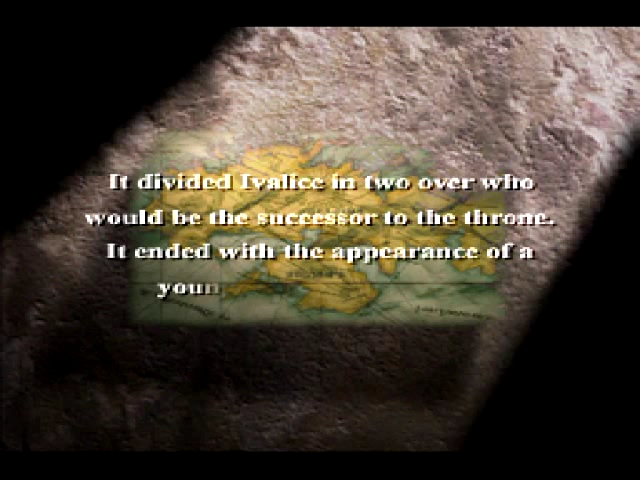 It divided Ivalice in two over who
would be the successor to the throne.
It ended with the appearance of a
youn